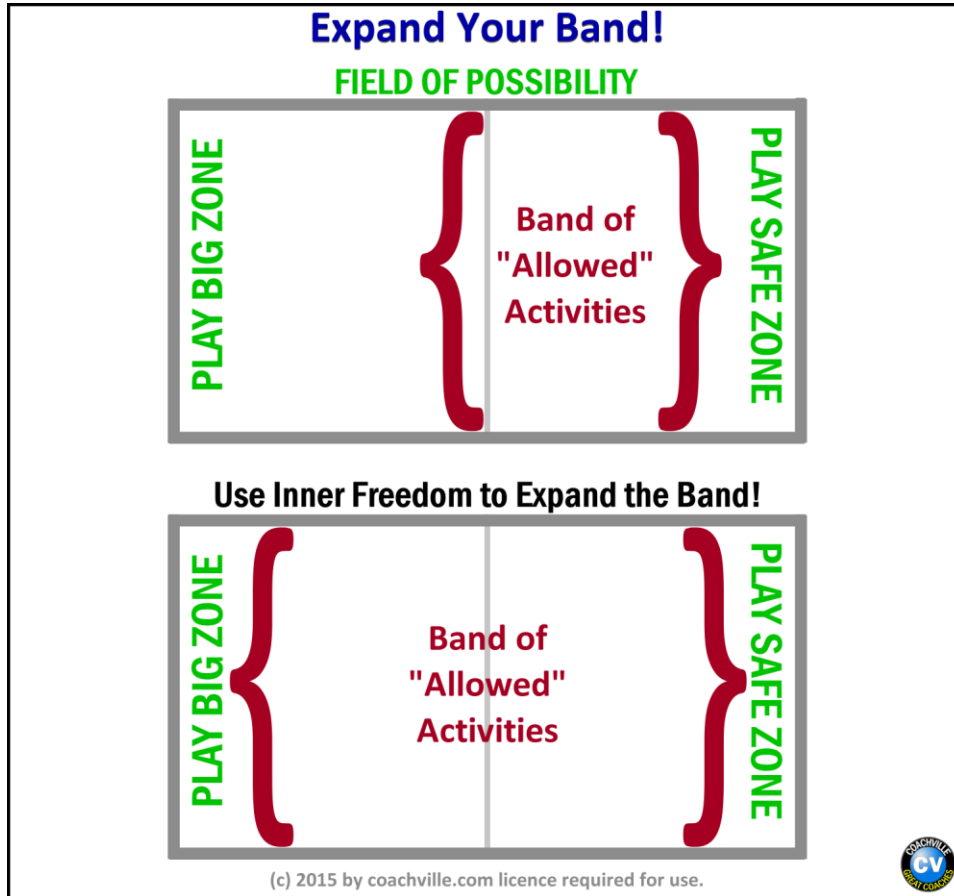 Expand Your Band!
FIELD OF POSSIBILITY
PLAY BIG ZONE
Band of
"Allowed"
Activities
PLAY SAFE ZONE
Use Inner Freedom to Expand the Band!
PLAY BIG ZONE
Band of
"Allowed"
Activities
PLAY SAFE ZONE
(c) 2015 by coachville.com licence required for use.
COACHVILLE
CV
GREAT COACHES